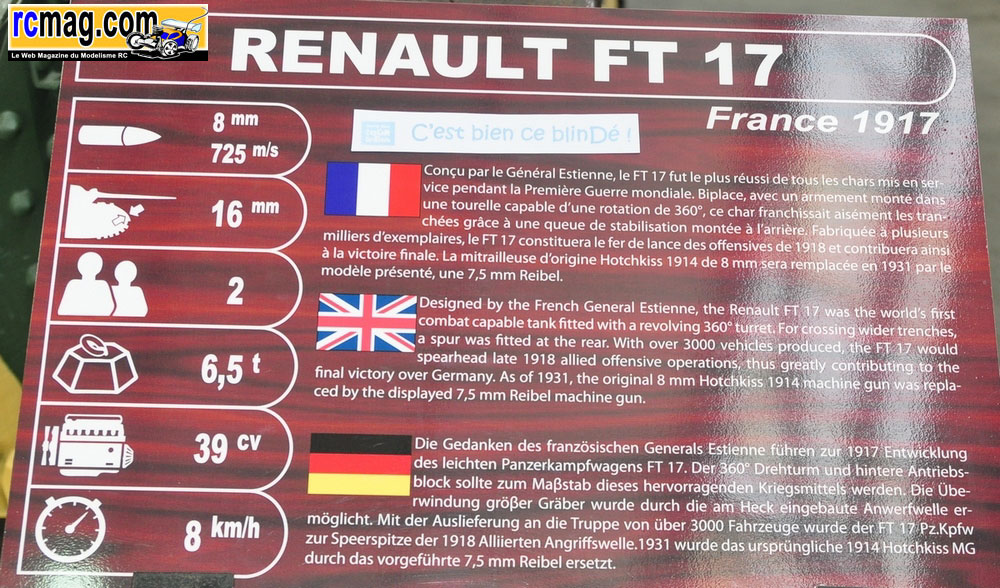 rcmag.com
Le Web Magazine du Modelisme RC
RENAULT FT 17
France 1917
8 mm
725 m/s
16 mm
2
6,5 t
39 cv
8 km/h
C'est bien ce blinDé !
Conçu par le Général Estienne, le FT 17 fut le plus réussi de tous les chars mis en ser-
vice pendant la Première Guerre mondiale. Biplace, avec un armement monté dans
une tourelle capable d'une rotation de 360°, ce char franchissait aisément les tran-
chées grâce à une queue de stabilisation montée à l'arrière. Fabriquée à plusieurs
milliers d'exemplaires, le FT 17 constituera le fer de lance des offensives de 1918 et contribuera ainsi
à la victoire finale. La mitrailleuse d'origine Hotchkiss 1914 de 8 mm sera remplacée en 1931 par le
modèle présenté, une 7,5 mm Reibel.
Designed by the French General Estienne, the Renault FT 17 was the world's first
combat capable tank fitted with a revolving 360° turret. For crossing wider trenches,
a spur was fitted at the rear. With over 3000 vehicles produced, the FT 17 would
spearhead late 1918 allied offensive operations, thus greatly contributing to the
final victory over Germany. As of 1931, the original 8 mm Hotchkiss 1914 machine gun was repla-
ced by the displayed 7,5 mm Reibel machine gun.
Die Gedanken des französischen Generals Estienne führen zur 1917 Entwicklung
des leichten Panzerkampfwagens FT 17. Der 360° Drehturm und hintere Antriebs-
block sollte zum Maβstab dieses hervorragenden Kriegsmittels werden. Die Übe-
rwindung größer Gräber wurde durch die am Heck eingebaute Anwerfwelle er-
möglicht. Mit der Auslieferung an die Truppe von über 3000 Fahrzeuge wurde der FT 17 Pz.Kpfw
zur Speerspitze der 1918 Alliierten Angriffswelle.1931 wurde das ursprüngliche 1914 Hotchkiss MG
durch das vorgeführte 7,5 mm Reibel ersetzt.